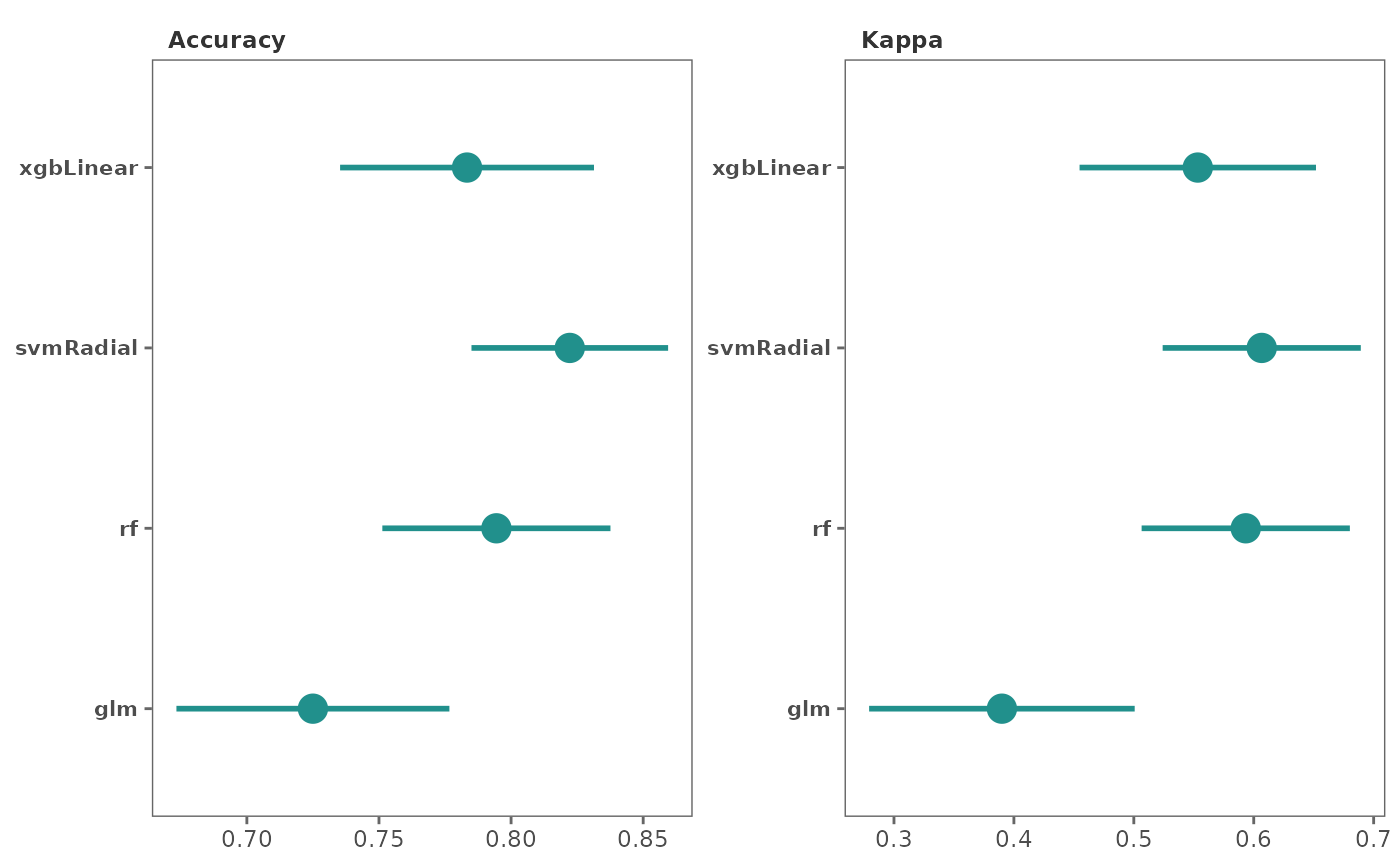 Accuracy
xgbLinear
svmRadial
rf
glm
0.70 0.75 0.80 0.85
Kappa
xgbLinear
svmRadial
rf
glm
0.3 0.4 0.5 0.6 0.7